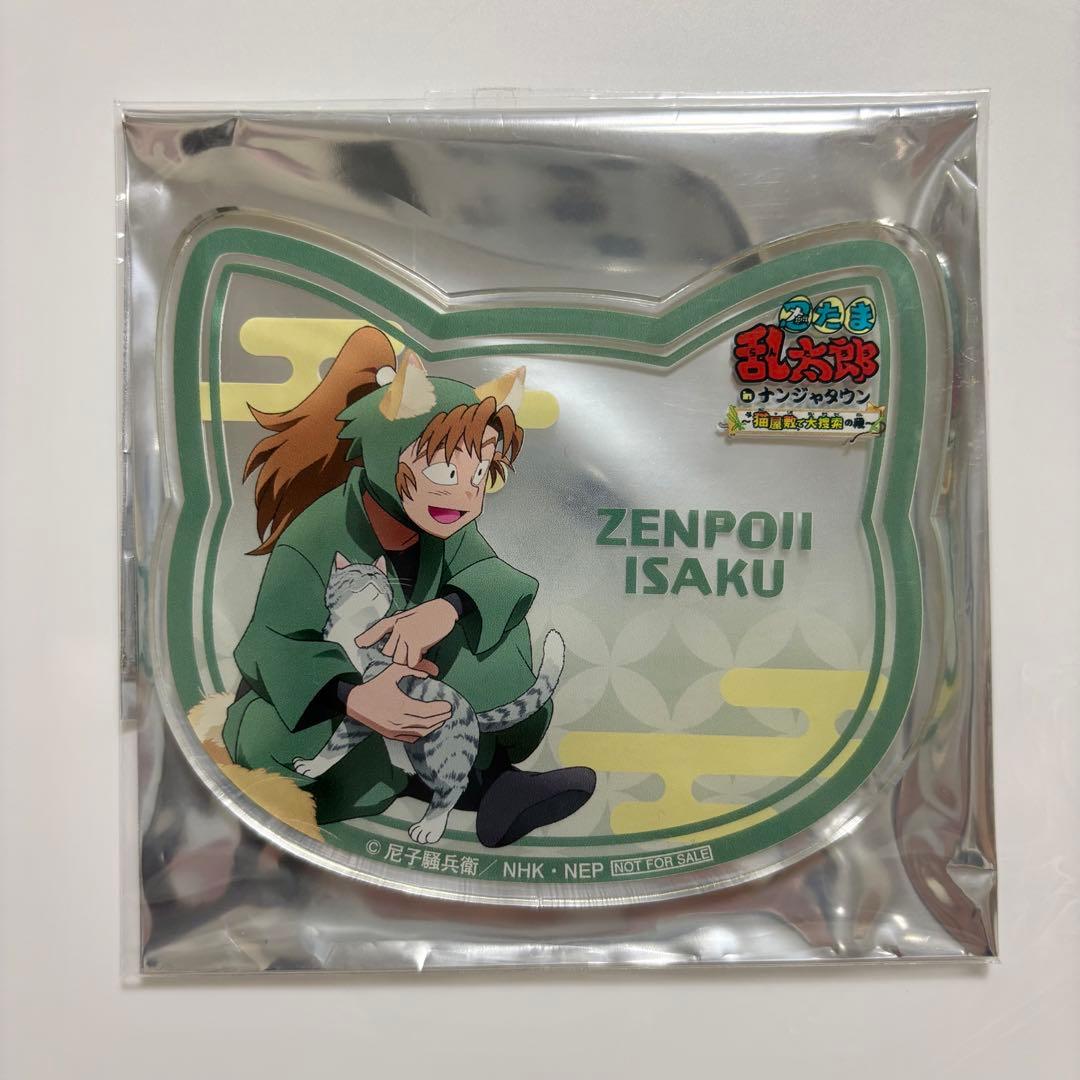 忍たま
乱太郎
in ナンジャタウン
~猫屋敷で大捜索の段~
ZENPOII
ISAKU
© 尼子騒兵衛/NHK・NEP NOT FOR SALE